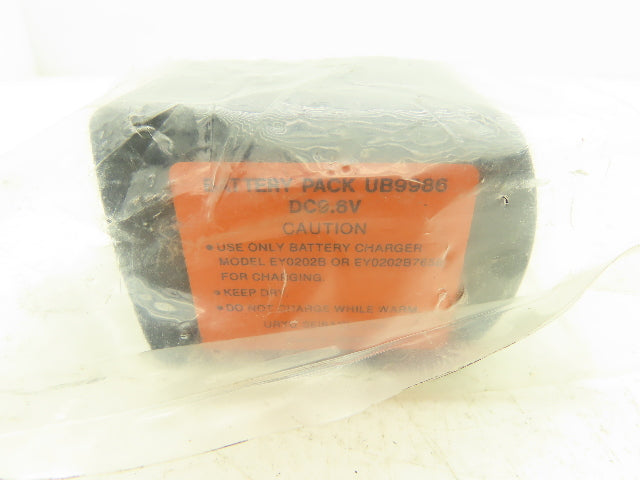 BATTERY PACK UB9986
DC9.6V
CAUTION
• USE ONLY BATTERY CHARGER
MODEL EY0202B OR
FOR CHARGING.
• KEEP DRY
• DO NOT CHARGE WHILE WARM